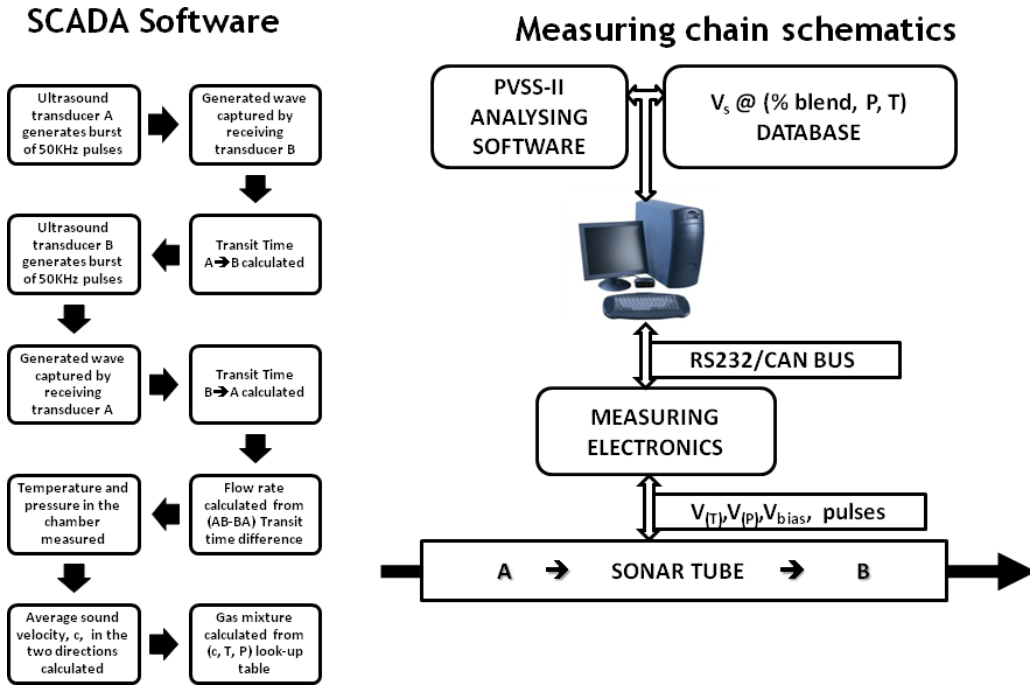 SCADA Software
Ultrasound
transducer A
generates burst
of 50KHz pulses
Generated wave
captured by
receiving
transducer B
Ultrasound
transducer B
generates burst
of 50KHz pulses
Transit Time
A➔B calculated
Generated wave
captured by
receiving
transducer A
Transit Time
B➔A calculated
Temperature and
pressure in the
chamber
measured
Flow rate
calculated from
(AB-BA) Transit
time difference
Average sound
velocity, c, in the
two directions
calculated
Gas mixture
calculated from
(c, T, P) look-up
table
Measuring chain schematics
PVSS-II
ANALYSING
SOFTWARE
Vs @ (% blend, P, T)
DATABASE
RS232/CAN BUS
MEASURING
ELECTRONICS
V(T),V(P),Vbias, pulses
A ➔ SONAR TUBE ➔ B